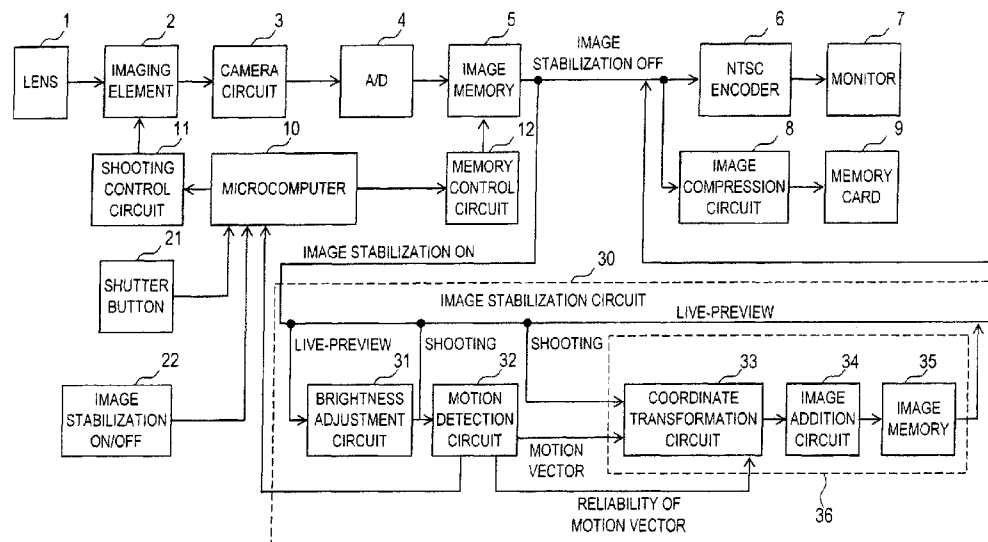 1
2
3
4
5
6
7
LENS
IMAGING
ELEMENT
CAMERA
CIRCUIT
A/D
IMAGE
MEMORY
IMAGE
STABILIZATION OFF
NTSC
ENCODER
MONITOR
11
10
12
8
9
SHOOTING
CONTROL
CIRCUIT
MICROCOMPUTER
MEMORY
CONTROL
CIRCUIT
IMAGE
COMPRESSION
CIRCUIT
MEMORY
CARD
21
IMAGE STABILIZATION ON
30
SHUTTER
BUTTON
IMAGE STABILIZATION CIRCUIT
LIVE-PREVIEW
LIVE-PREVIEW
SHOOTING
SHOOTING
22
31
32
33
34
35
IMAGE
STABILIZATION
ON/OFF
BRIGHTNESS
ADJUSTMENT
CIRCUIT
MOTION
DETECTION
CIRCUIT
COORDINATE
TRANSFORMATION
CIRCUIT
IMAGE
ADDITION
CIRCUIT
IMAGE
MEMORY
MOTION
VECTOR
RELIABILITY OF
MOTION VECTOR
36